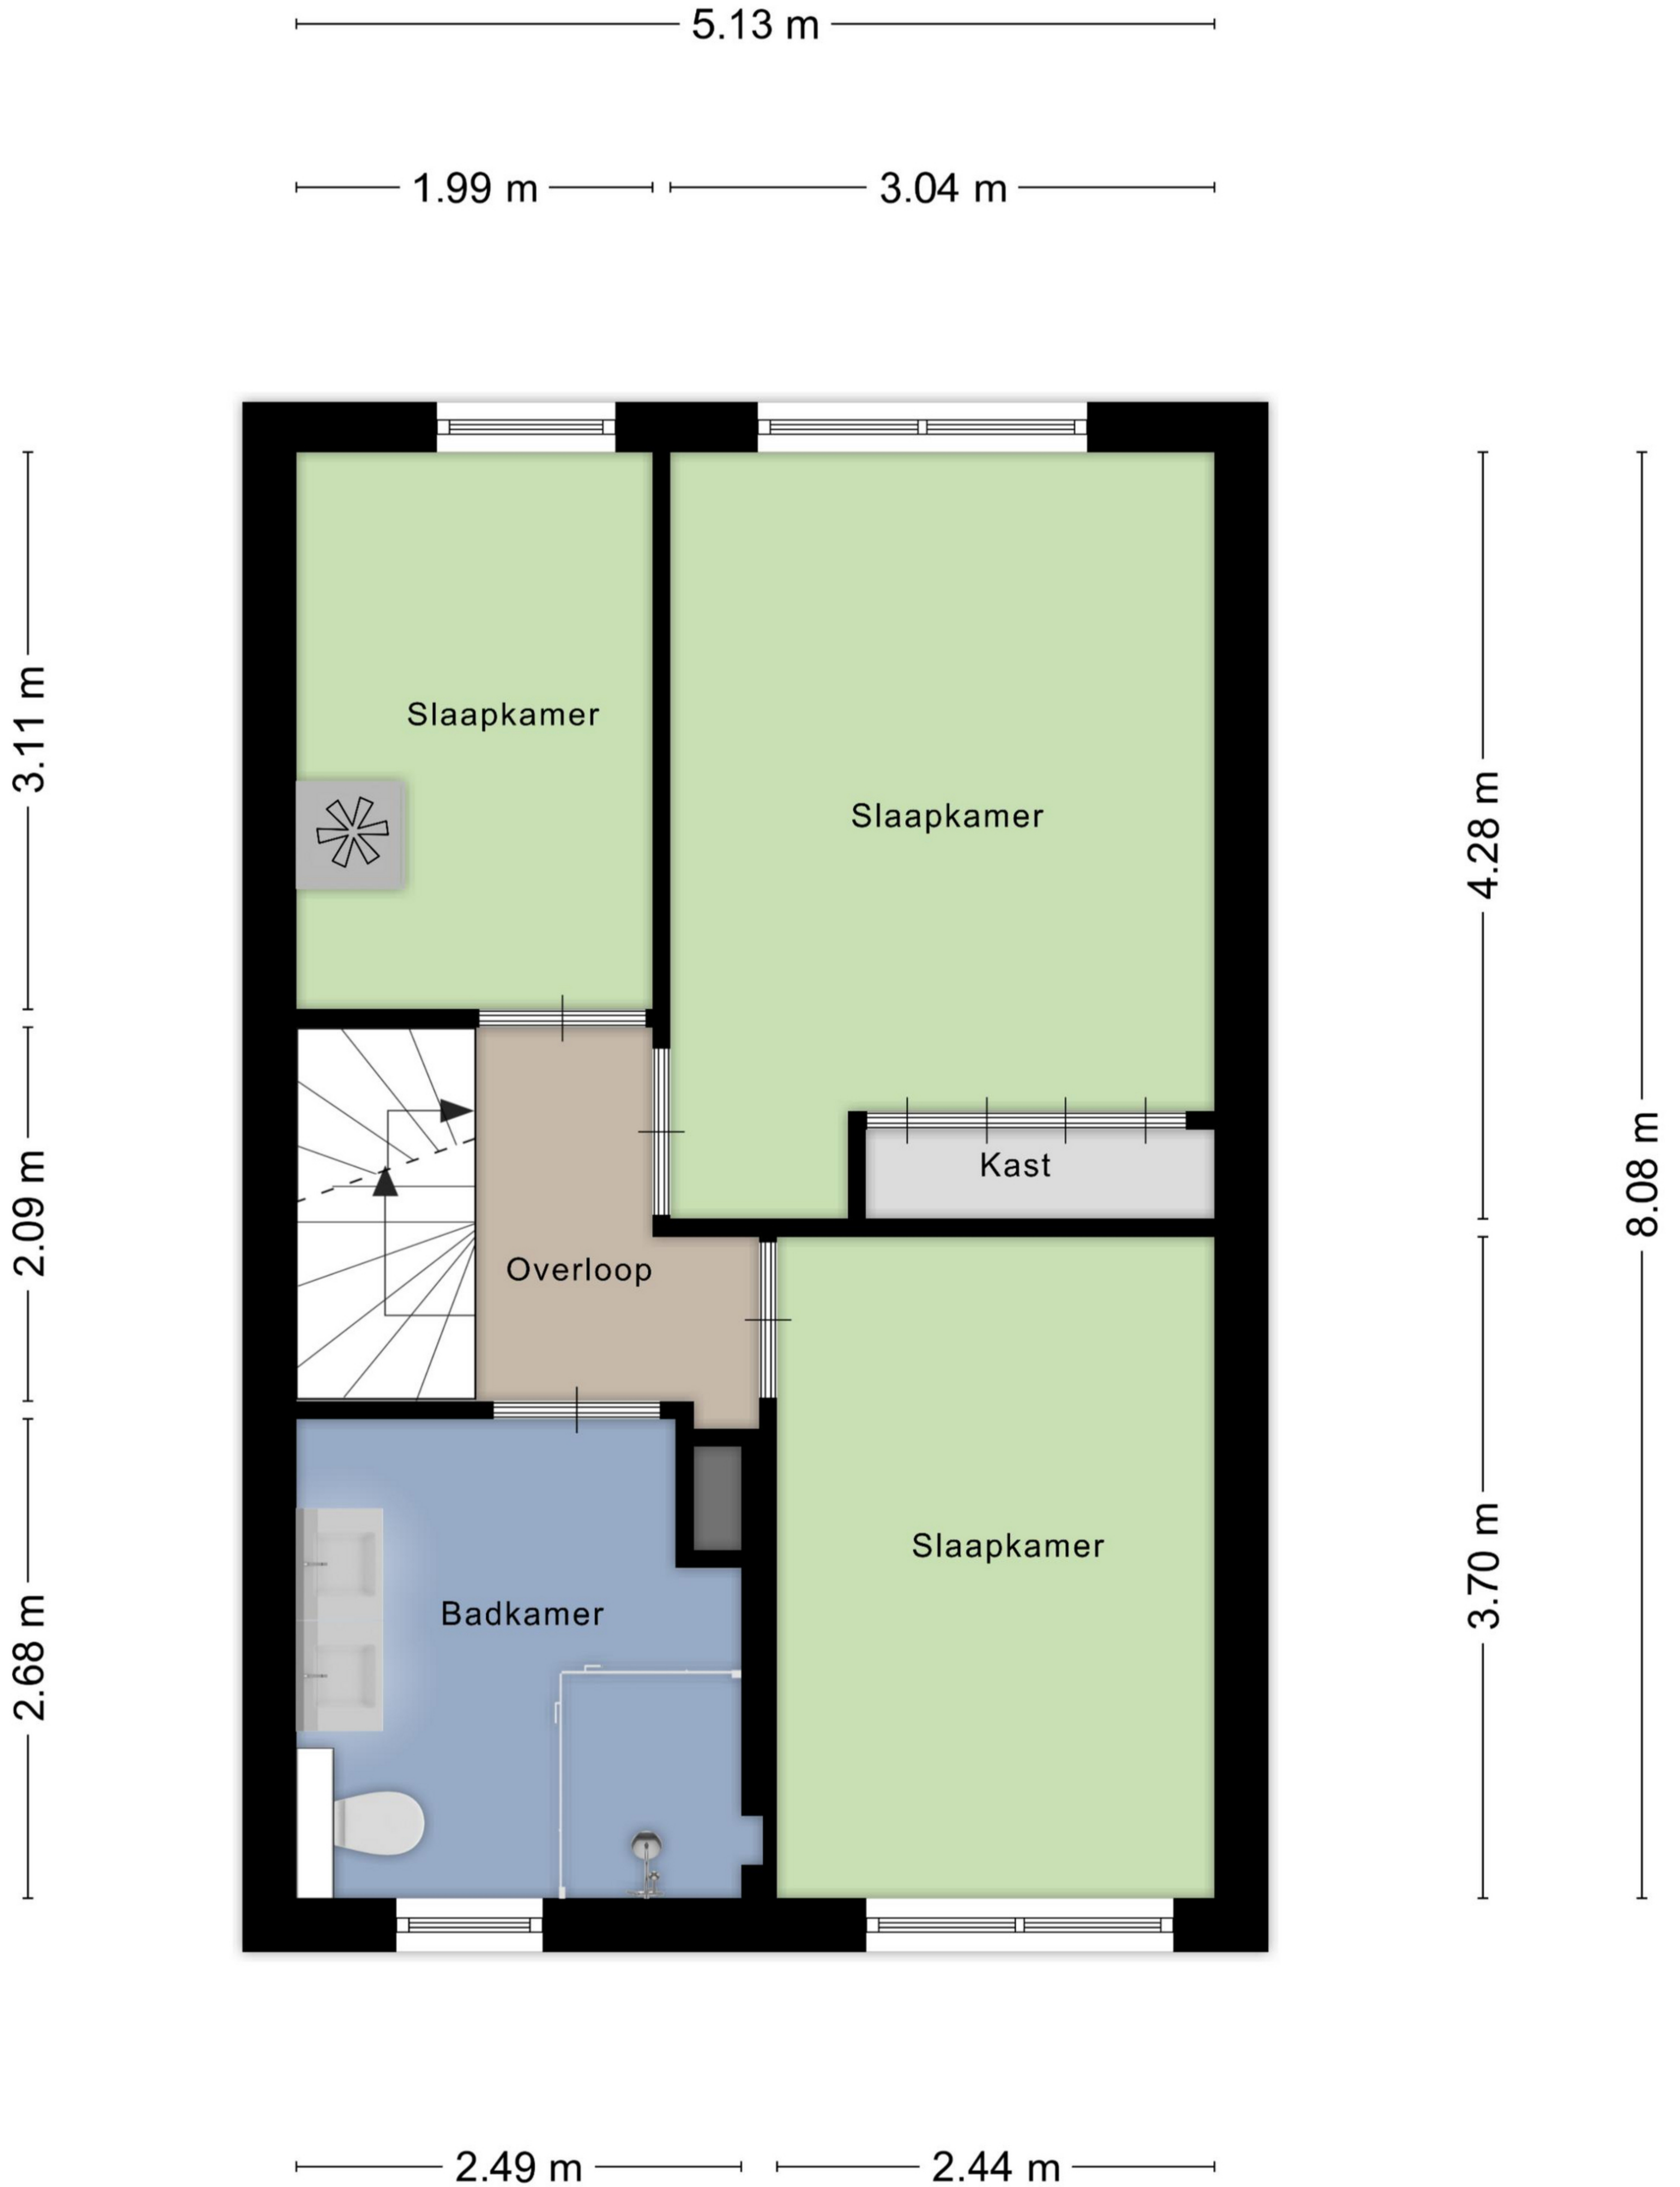 5.13 m
1.99 m
3.04 m
3.11 m
Slaapkamer
Slaapkamer
4.28 m
Kast
2.09 m
8.08 m
Overloop
Slaapkamer
3.70 m
Badkamer
2.68 m
2.49 m
2.44 m